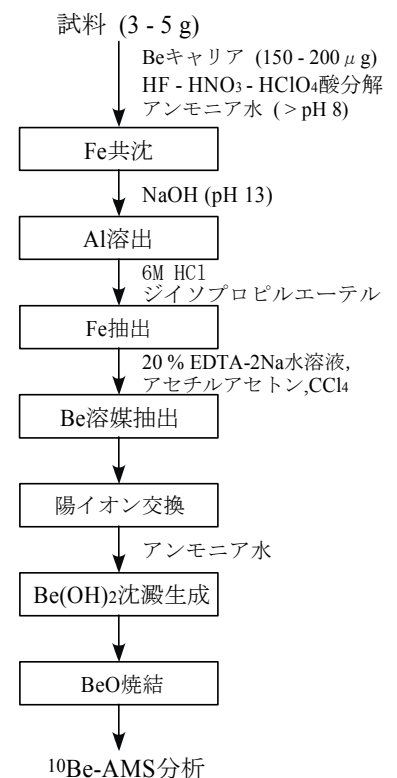 試料 (3 - 5 g)
Beキャリア (150 - 200μg)
HF - HNO3 - HClO4酸分解
アンモニア水 (> pH 8)
Fe共沈
NaOH (pH 13)
Al溶出
6M HCl
ジイソプロピルエーテル
Fe抽出
20 % EDTA-2Na水溶液,
アセチルアセトン,CCl4
Be溶媒抽出
陽イオン交換
アンモニア水
Be(OH)2沈澱生成
BeO焼結
10Be-AMS分析